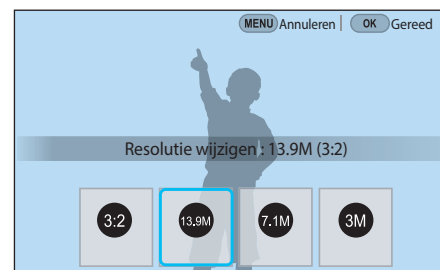 MENU Annuleren | OK Gereed
Resolutie wijzigen : 13.9M (3:2)
3:2 13.9M 7.1M 3M